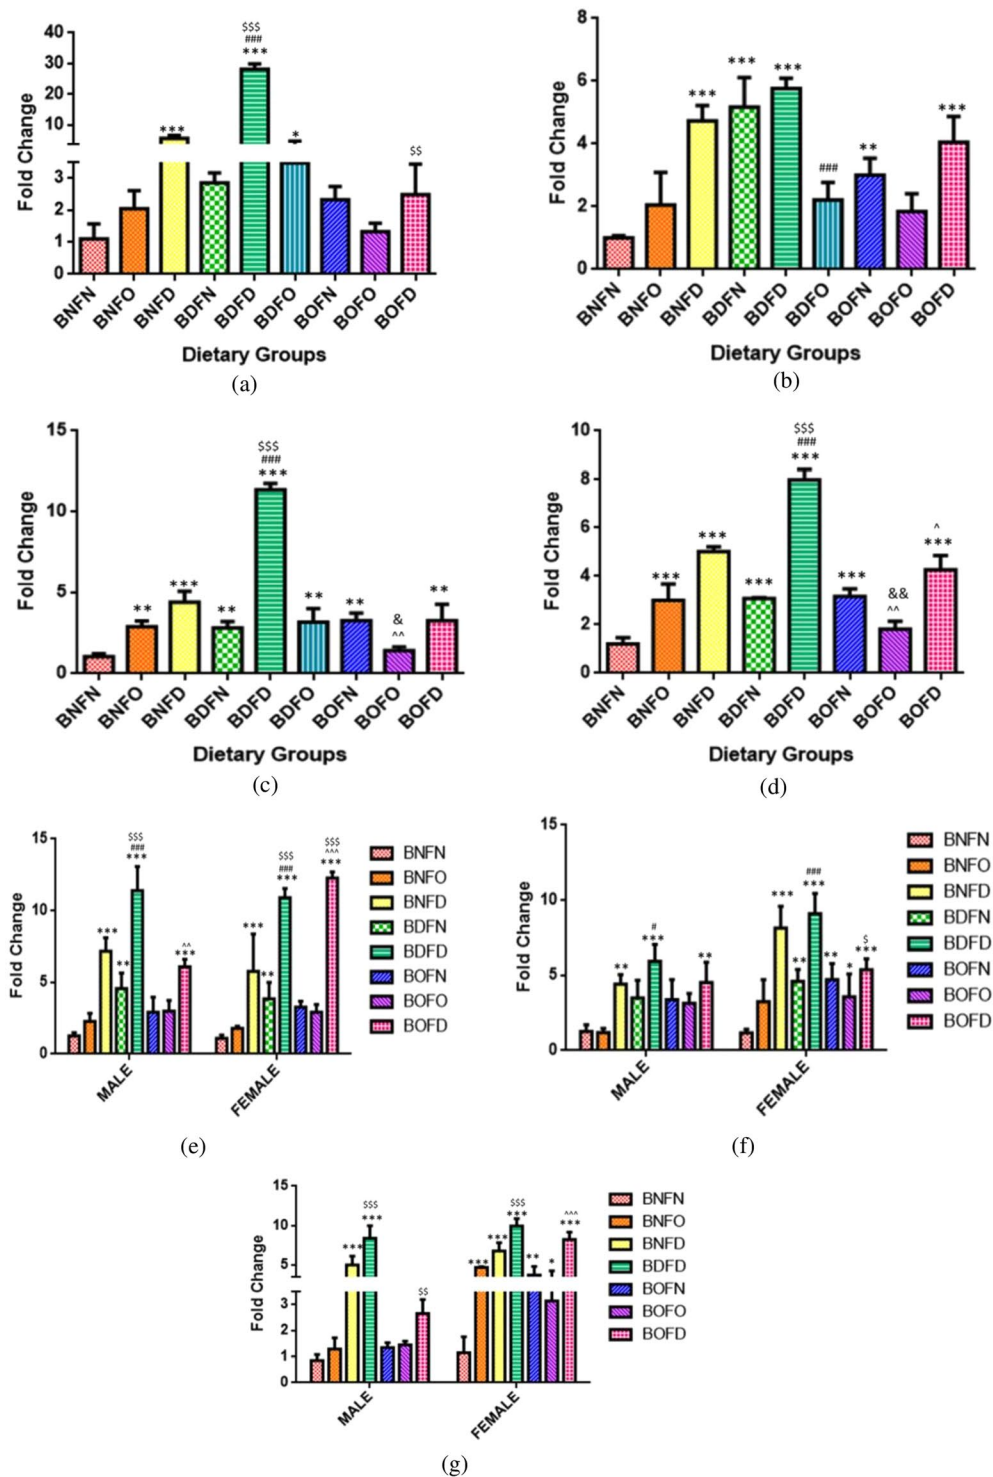 $$$
###
***
***
*
$$
Fold Change
40
30
20
10
3
2
1
0
BNFN BNFO BNFD BDFN BDFD BDFO BOFN BOFO BOFD
Dietary Groups
(a)
***
***
***
###
**
***
Fold Change
8
6
4
2
0
BNFN BNFO BNFD BDFN BDFD BDFO BOFN BOFO BOFD
Dietary Groups
(b)
$$$
###
***
**
***
**
**
**
&
^^
**
Fold Change
15
10
5
0
BNFN BNFO BNFD BDFN BDFD BDFO BOFN BOFO BOFD
Dietary Groups
(c)
$$$
###
***
***
***
***
***
&&
^^
^
***
Fold Change
10
8
6
4
2
0
BNFN BNFO BNFD BDFN BDFD BOFN BOFO BOFD
Dietary Groups
(d)
$$$
###
***
***
**
^^
***
***
**
$$$
###
***
$$$
^^^
***
Fold Change
15
10
5
0
MALE FEMALE
BNFN
BNFO
BNFD
BDFN
BDFD
BOFN
BOFO
BOFD
(e)
**
#
***
**
***
**
###
***
**
*
$
***
Fold Change
15
10
5
0
MALE FEMALE
BNFN
BNFO
BNFD
BDFN
BDFD
BOFN
BOFO
BOFD
(f)
***
$$$
***
$$
***
***
$$$
***
**
*
^^^
***
Fold Change
15
10
5
3
2
1
0
MALE FEMALE
BNFN
BNFO
BNFD
BDFD
BOFN
BOFO
BOFD
(g)